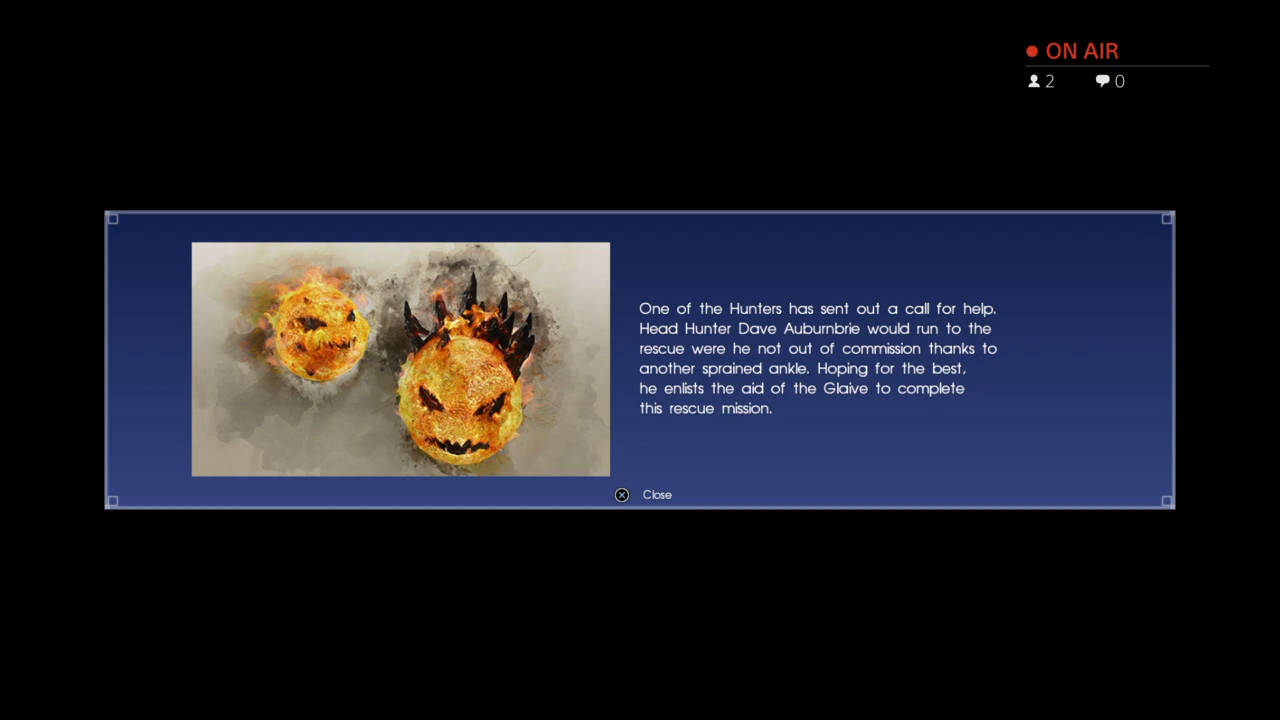 ON AIR
2 0
One of the Hunters has sent out a call for help.
Head Hunter Dave Auburnbrie would run to the
rescue were he not out of commission thanks to
another sprained ankle. Hoping for the best,
he enlists the aid of the Glaive to complete
this rescue mission.
Close